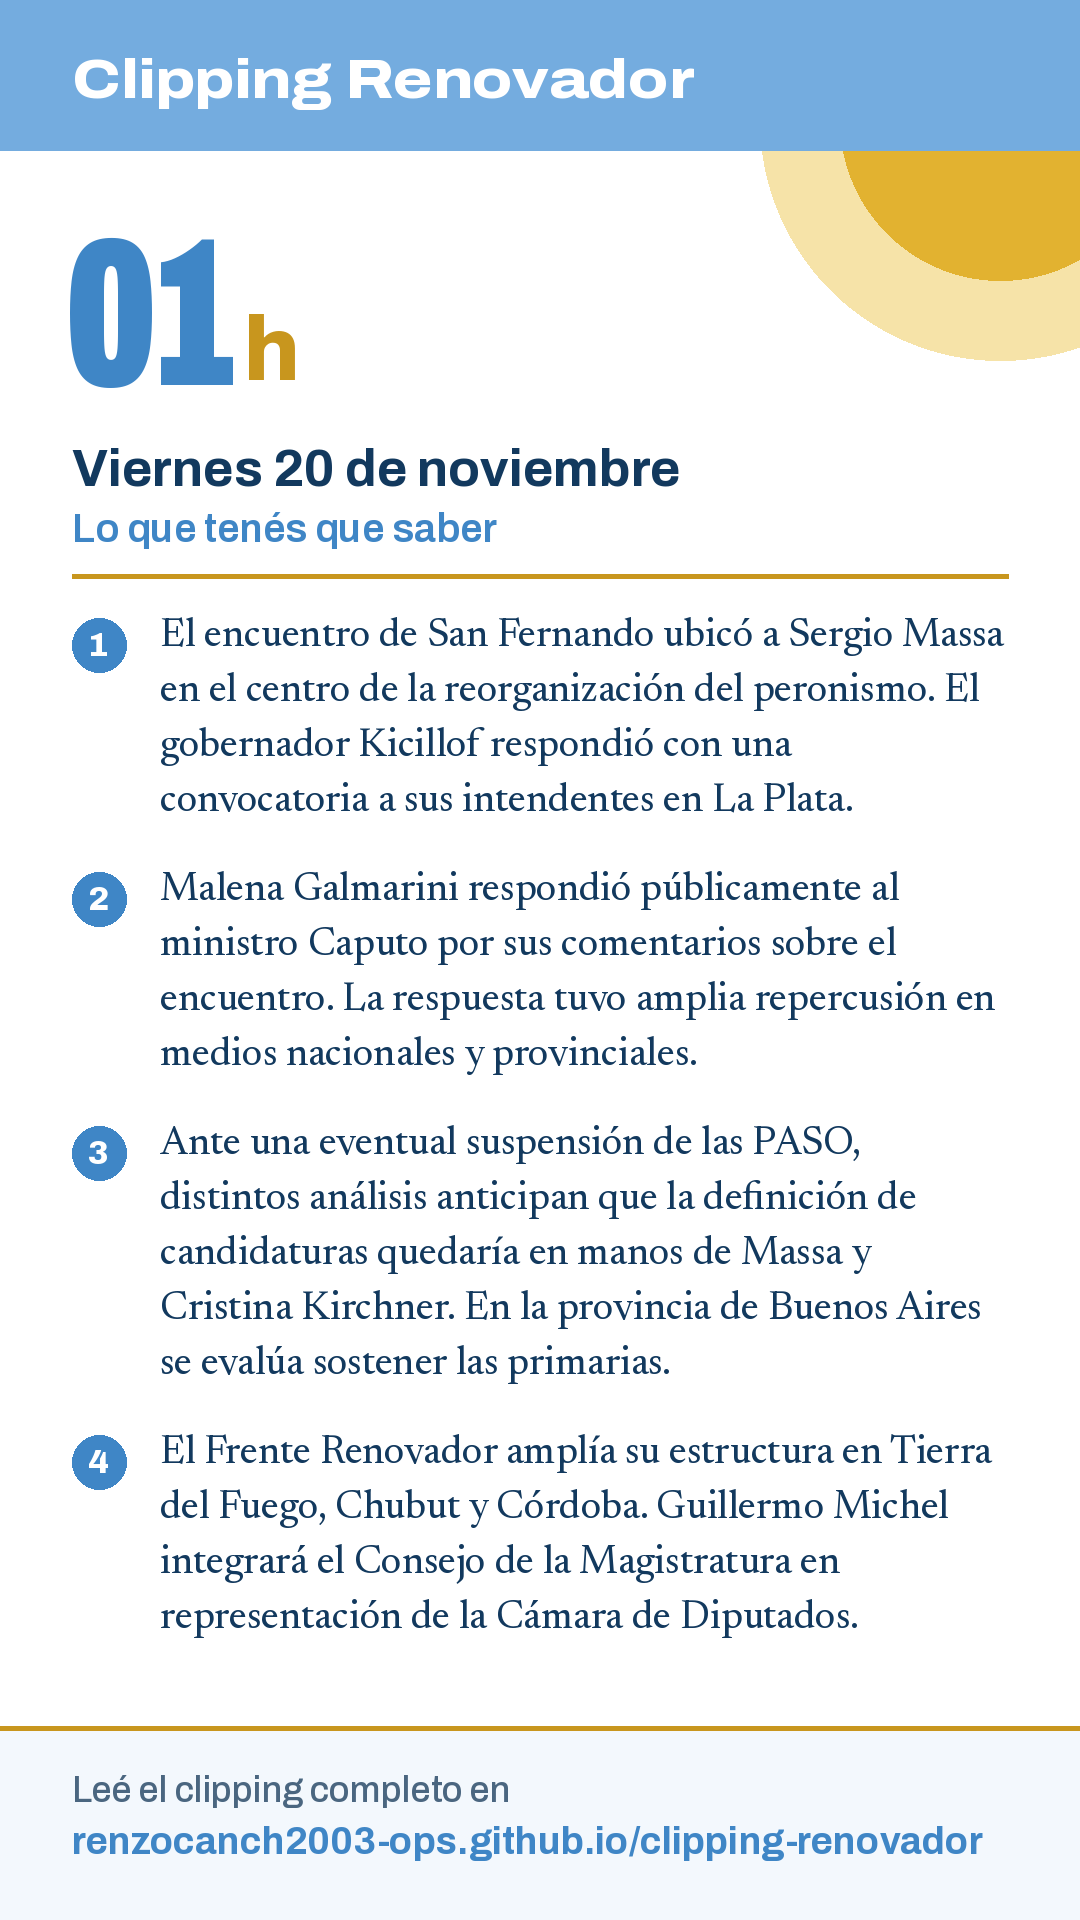 Clipping Renovador
01 h
Viernes 20 de noviembre
Lo que tenés que saber
1 El encuentro de San Fernando ubicó a Sergio Massa
en el centro de la reorganización del peronismo. El
gobernador Kicillof respondió con una
convocatoria a sus intendentes en La Plata.
2 Malena Galmarini respondió públicamente al
ministro Caputo por sus comentarios sobre el
encuentro. La respuesta tuvo amplia repercusión en
medios nacionales y provinciales.
3 Ante una eventual suspensión de las PASO,
distintos análisis anticipan que la definición de
candidaturas quedaría en manos de Massa y
Cristina Kirchner. En la provincia de Buenos Aires
se evalúa sostener las primarias.
4 El Frente Renovador amplía su estructura en Tierra
del Fuego, Chubut y Córdoba. Guillermo Michel
integrará el Consejo de la Magistratura en
representación de la Cámara de Diputados.
Leé el clipping completo en
renzocanch2003-ops.github.io/clipping-renovador